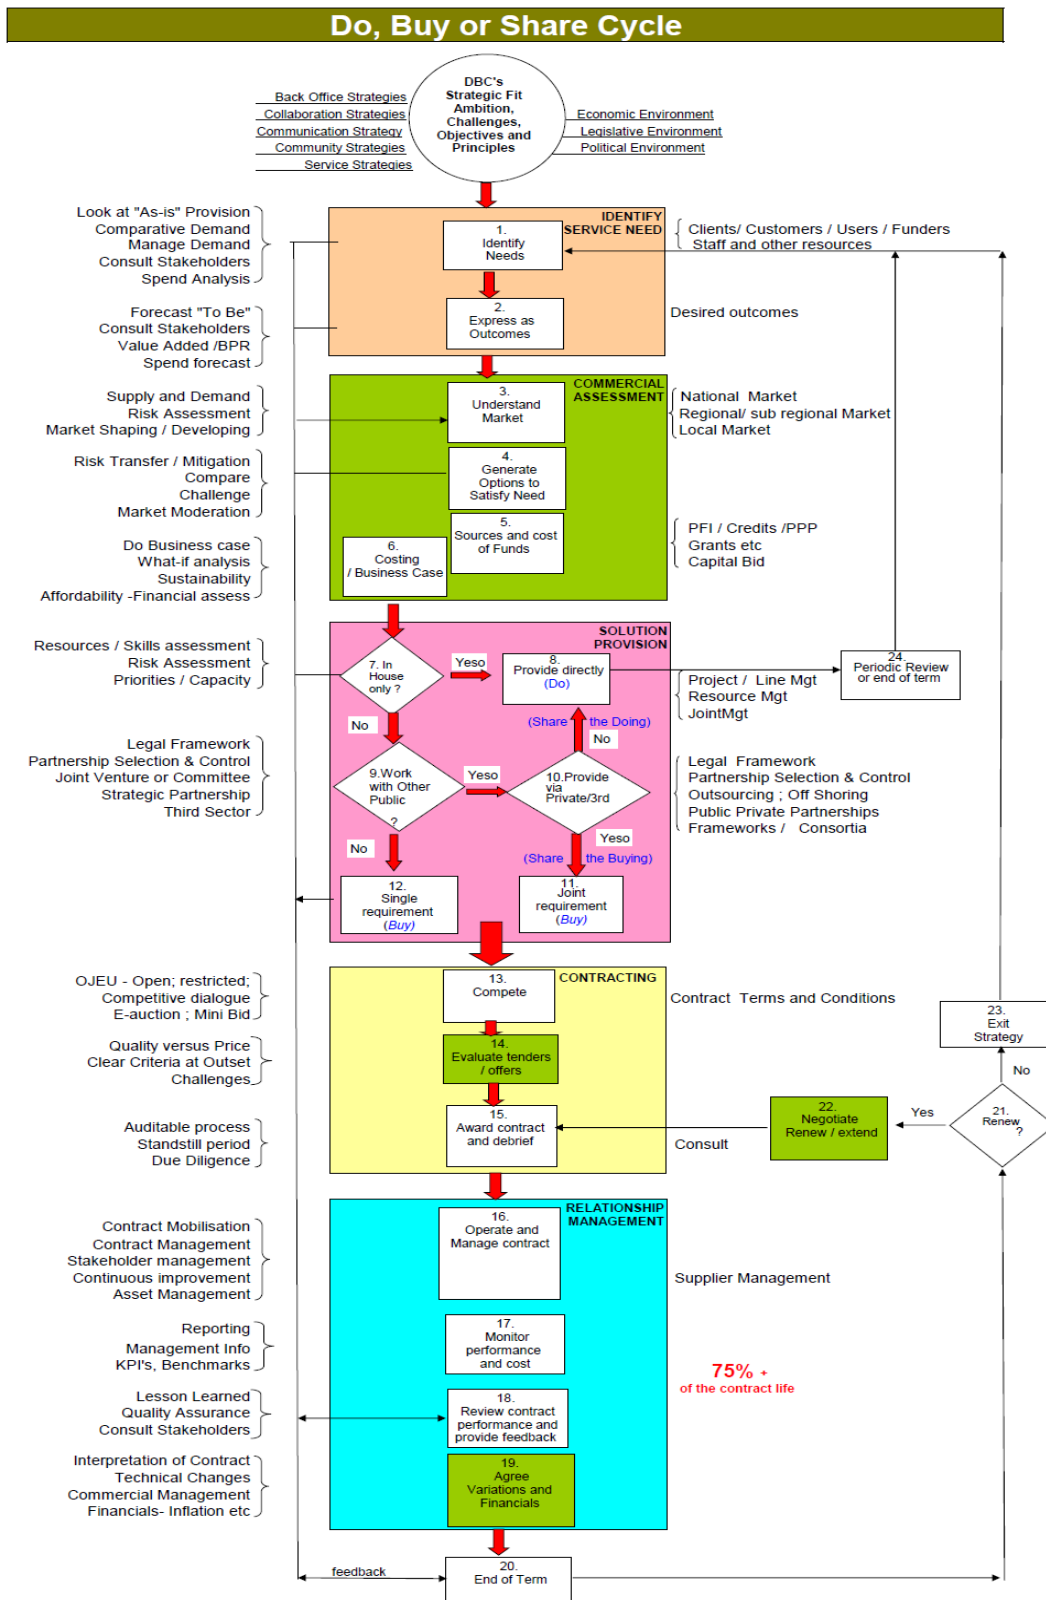 Do, Buy or Share Cycle
DBC's
Strategic Fit
Ambition,
Challenges,
Objectives and
Principles
Back Office Strategies
Collaboration Strategies
Communication Strategy
Community Strategies
Service Strategies
Economic Environment
Legislative Environment
Political Environment
Look at "As-is" Provision
Comparative Demand
Manage Demand
Consult Stakeholders
Spend Analysis
IDENTIFY
SERVICE NEED
1.
Identify
Needs
Clients/ Customers / Users / Funders
Staff and other resources
Forecast "To Be"
Consult Stakeholders
Value Added /BPR
Spend forecast
2.
Express as
Outcomes
Desired outcomes
COMMERCIAL
ASSESSMENT
Supply and Demand
Risk Assessment
Market Shaping / Developing
3.
Understand
Market
National Market
Regional/ sub regional Market
Local Market
Risk Transfer / Mitigation
Compare
Challenge
Market Moderation
4.
Generate
Options to
Satisfy Need
5.
Sources and cost
of Funds
PFI / Credits /PPP
Grants etc
Capital Bid
Do Business case
What-if analysis
Sustainability
Affordability -Financial assess
6.
Costing
/ Business Case
SOLUTION
PROVISION
Resources / Skills assessment
Risk Assessment
Priorities / Capacity
7. In
House
only ?
Yeso
8.
Provide directly
(Do)
Project / Line Mgt
Resource Mgt
JointMgt
24.
Periodic Review
or end of term
No
(Share the Doing)
No
Legal Framework
Partnership Selection & Control
Joint Venture or Committee
Strategic Partnership
Third Sector
9.Work
with Other
Public
?
Yeso
10.Provide
via
Private/3rd
Legal Framework
Partnership Selection & Control
Outsourcing ; Off Shoring
Public Private Partnerships
Frameworks / Consortia
No
Yeso
(Share the Buying)
12.
Single
requirement
(Buy)
11.
Joint
requirement
(Buy)
CONTRACTING
OJEU - Open; restricted;
Competitive dialogue
E-auction ; Mini Bid
13.
Compete
Contract Terms and Conditions
23.
Exit
Strategy
Quality versus Price
Clear Criteria at Outset
Challenges
14.
Evaluate tenders
/ offers
No
Auditable process
Standstill period
Due Diligence
15.
Award contract
and debrief
Consult
22.
Negotiate
Renew / extend
Yes
21.
Renew
?
RELATIONSHIP
MANAGEMENT
Contract Mobilisation
Contract Management
Stakeholder management
Continuous improvement
Asset Management
16.
Operate and
Manage contract
Supplier Management
Reporting
Management Info
KPI's, Benchmarks
17.
Monitor
performance
and cost
75% +
of the contract life
Lesson Learned
Quality Assurance
Consult Stakeholders
18.
Review contract
performance and
provide feedback
Interpretation of Contract
Technical Changes
Commercial Management
Financials- Inflation etc
19.
Agree
Variations and
Financials
feedback
20.
End of Term